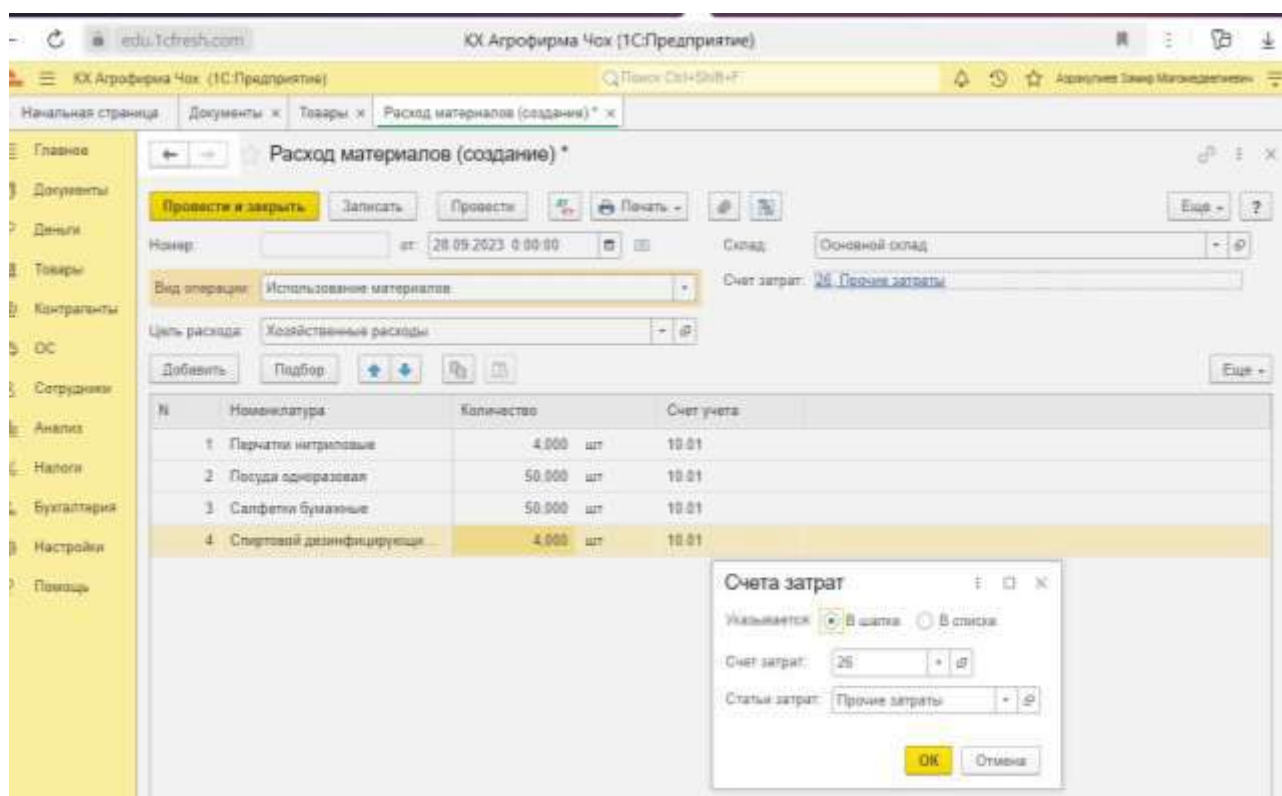 edu.1cfresh.com КХ Агрофирма Чох (1С:Предприятие)
КХ Агрофирма Чох (1С:Предприятие) Поиск Ctrl+Shift+F
Начальная страница Документы × Товары × Расход материалов (создание) * ×
Главное
Документы
Деньги
Товары
Контрагенты
ОС
Сотрудники
Анализ
Налоги
Бухгалтерия
Настройки
Помощь
Расход материалов (создание) *
Провести и закрыть Записать Провести Печать Еще ?
Номер: от: 28.09.2023 0:00:00 Склад: Основной склад
Вид операции: Использование материалов Счет затрат: 26, Прочие затраты
Цель расхода: Хозяйственные расходы
Добавить Подбор Еще
N Номенклатура Количество Счет учета
1 Перчатки нитриловые 4,000 шт 10.01
2 Посуда одноразовая 50,000 шт 10.01
3 Салфетки бумажные 50,000 шт 10.01
4 Спиртовой дезинфицирующи... 4,000 шт 10.01
Счета затрат
Указывается: В шапке В списке
Счет затрат: 26
Статьи затрат: Прочие затраты
ОК Отмена